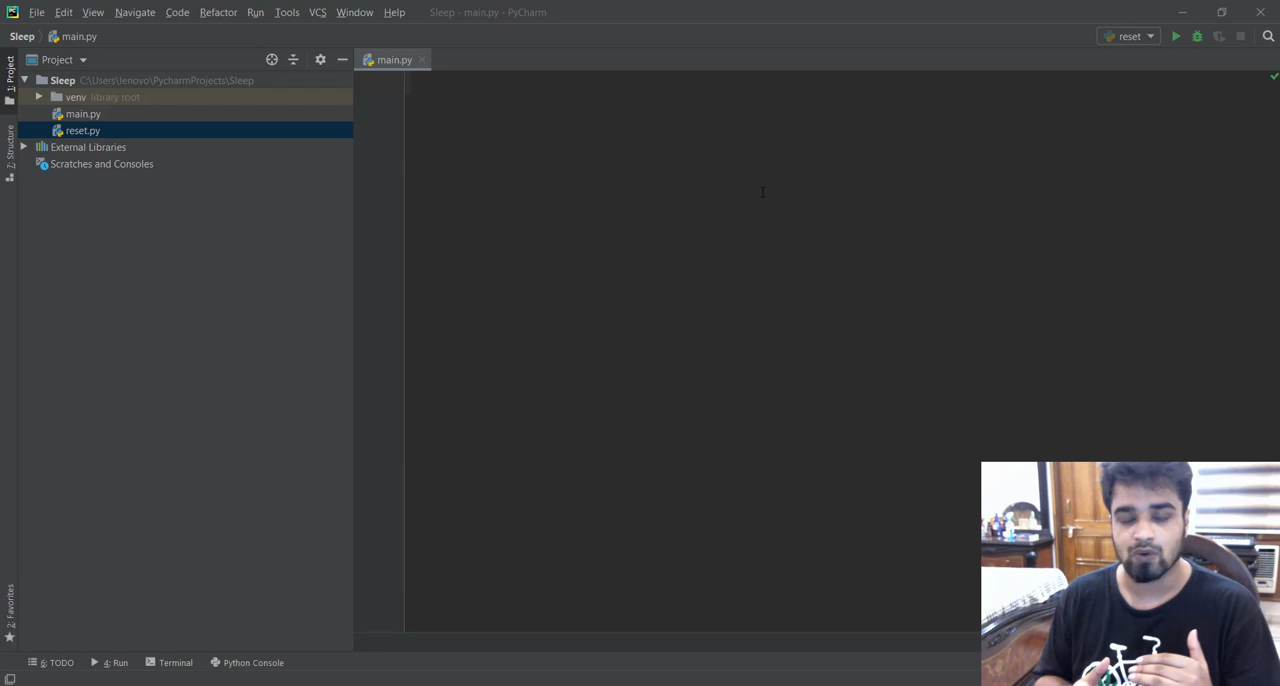 File Edit View Navigate Code Refactor Run Tools VCS Window Help Sleep - main.py - PyCharm
Sleep main.py reset
Project main.py
Sleep C:\Users\lenovo\PycharmProjects\Sleep
venv library root
main.py
reset.py
External Libraries
Scratches and Consoles
1: Project
7: Structure
2: Favorites
6: TODO 4: Run Terminal Python Console